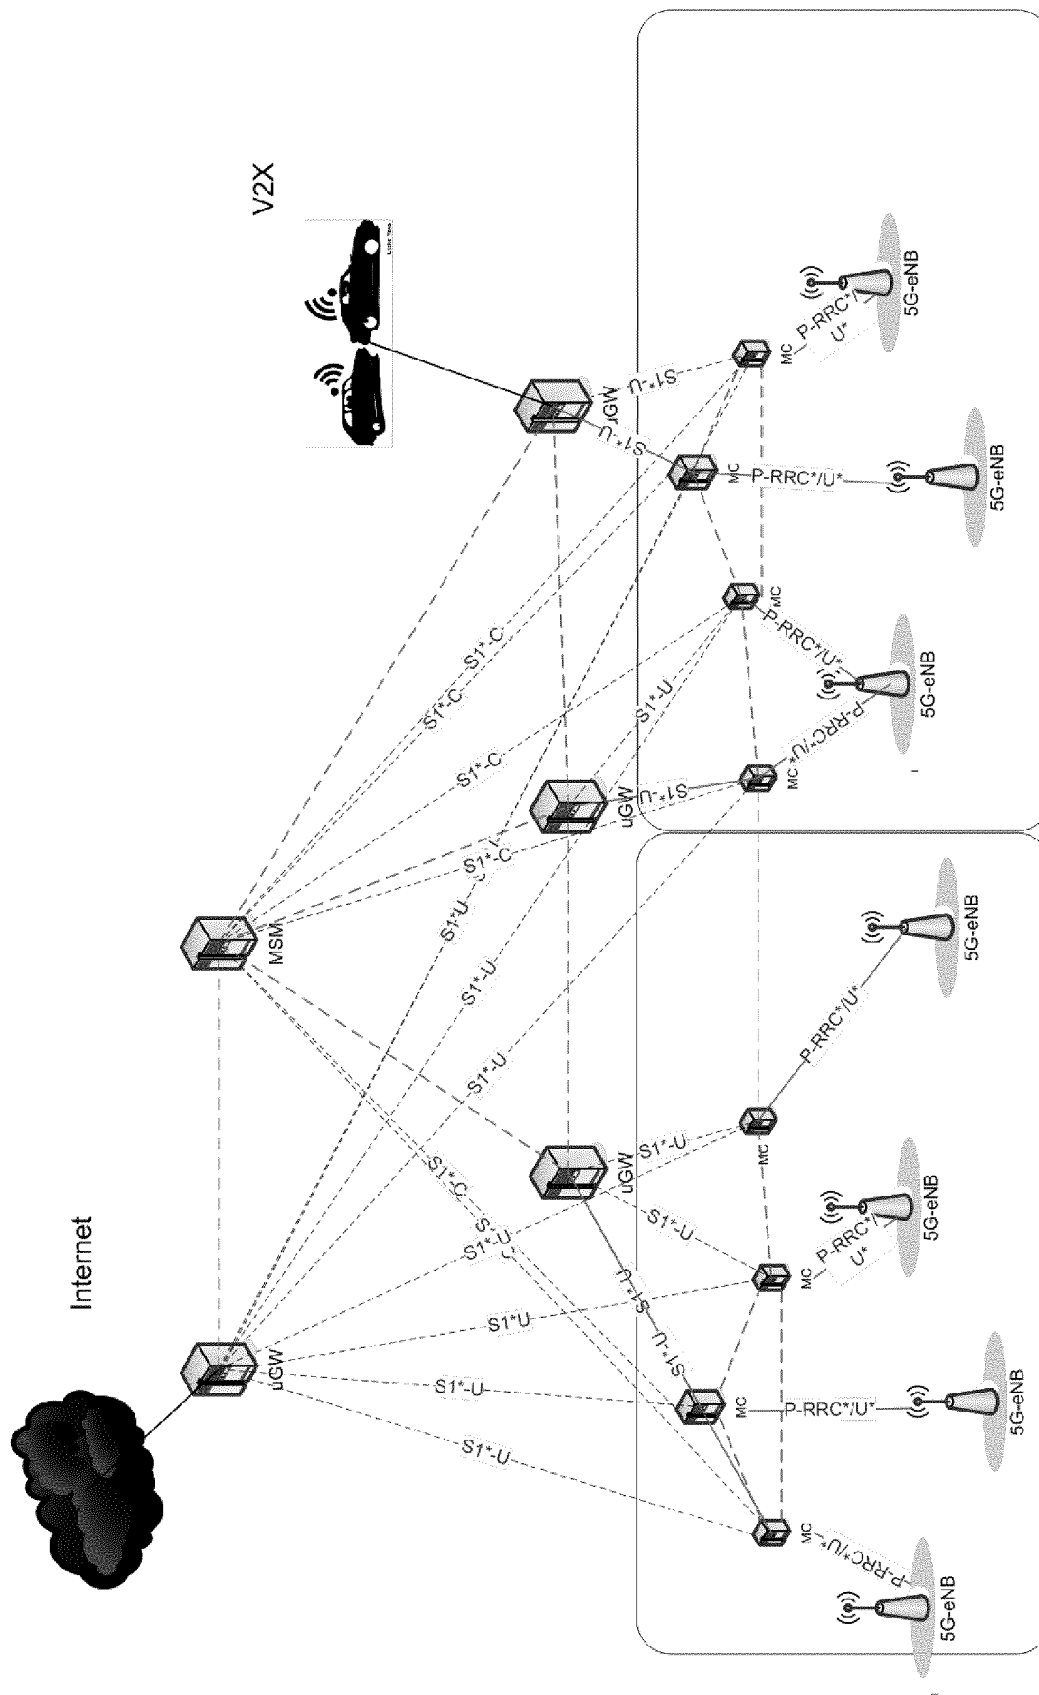 Internet
V2X
uGW
MSM
S1*-C
S1*U
S1*-C
S1*-U
S1*-U
S1*U
S1*-U
S1*-U
S1*-U
S1*-C
S1*-C
S1*-C
uGW
uGW
uGW
S1*-U
S1*-U
S1*-U
S1*-U
S1*-U
S1*-U
S1*-U
S1*-U
MC
MC
MC
MC
MC
MC
MC
MC
P-RRC*/U*
P-RRC*/U*
P-RRC*/
U*
P-RRC*/U*
P-RRC*/U*
P-RRC*/U*
P-RRC*/U*
P-RRC*/
U*
5G-eNB
5G-eNB
5G-eNB
5G-eNB
5G-eNB
5G-eNB
5G-eNB